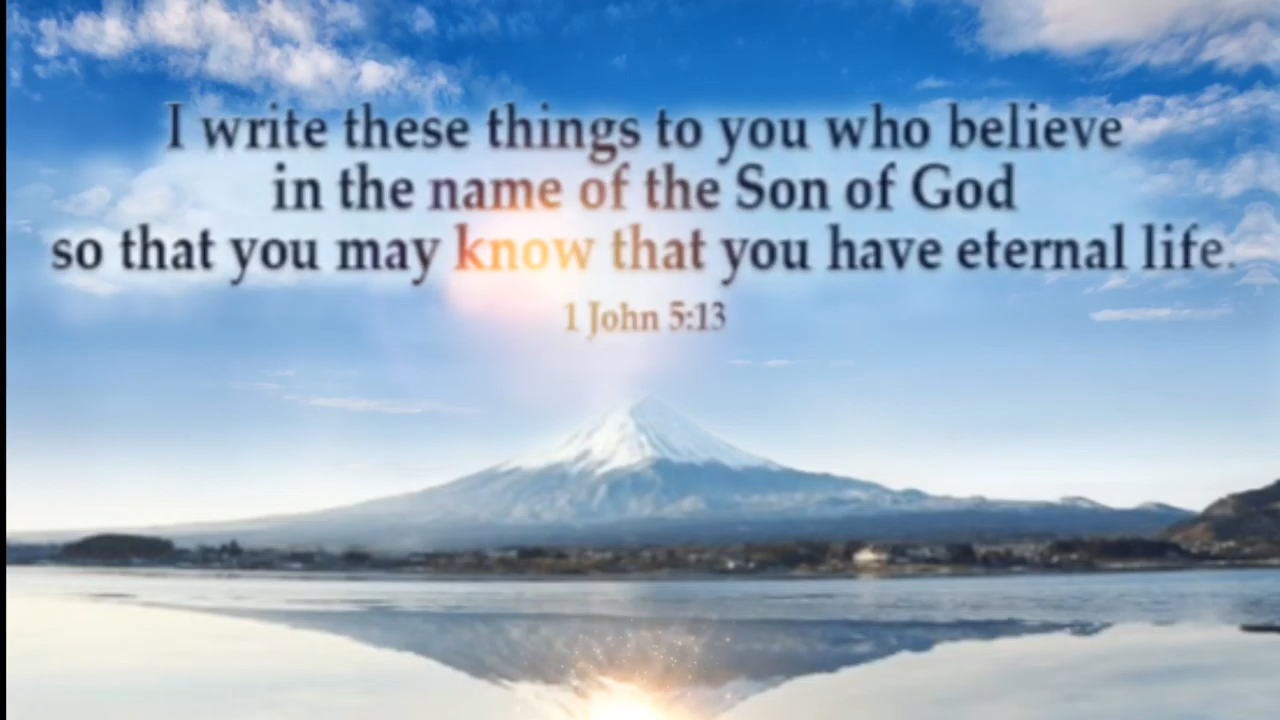 I write these things to you who believe
in the name of the Son of God
so that you may know that you have eternal life.
1 John 5:13